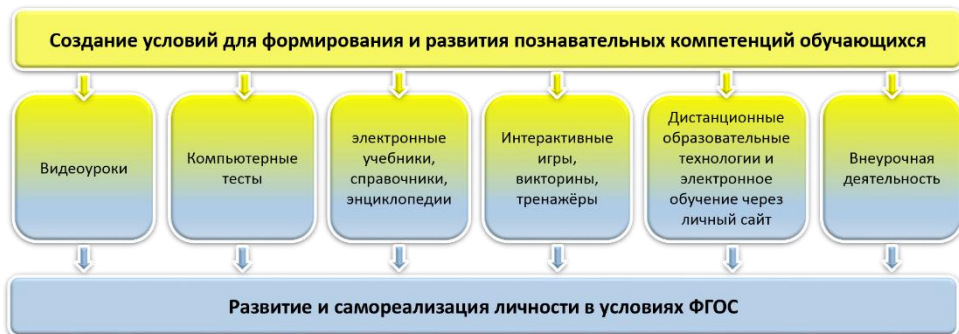 Создание условий для формирования и развития познавательных компетенций обучающихся
Видеоуроки
Компьютерные
тесты
электронные
учебники,
справочники,
энциклопедии
Интерактивные
игры,
викторины,
тренажёры
Дистанционные
образовательные
технологии и
электронное
обучение через
личный сайт
Внеурочная
деятельность
Развитие и самореализация личности в условиях ФГОС